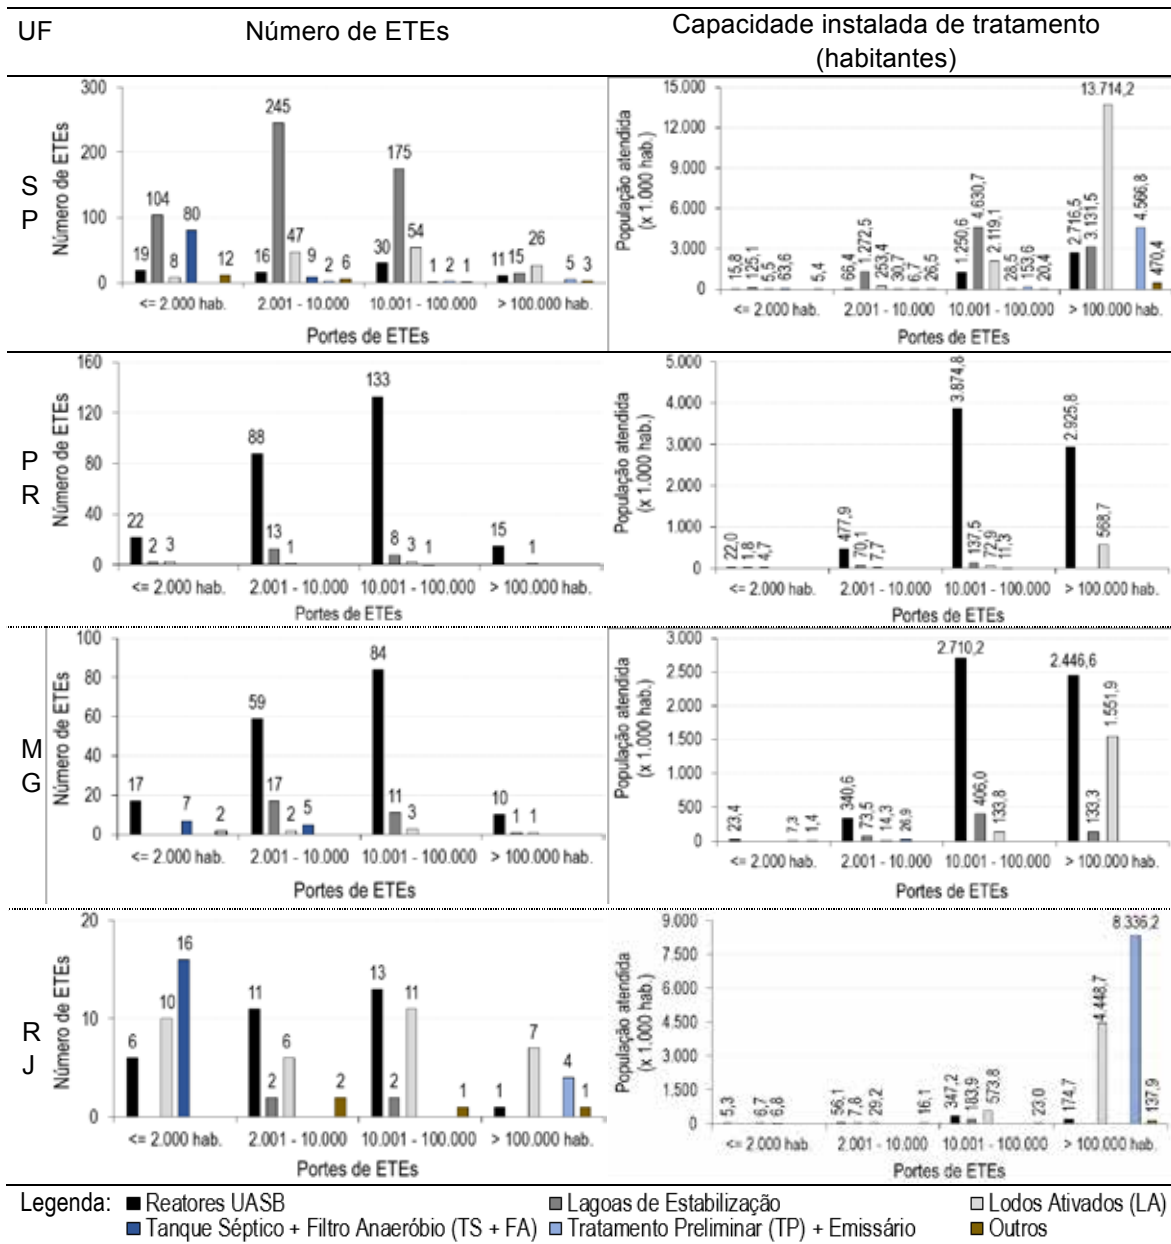 UF Número de ETEs Capacidade instalada de tratamento
(habitantes)
SP
Número de ETEs
300
200
100
0
19 104 8 80 12
16 245 47 9 2 6
30 175 54 1 2 1
11 15 26 5 3
<= 2.000 hab. 2.001 - 10.000 10.001 - 100.000 > 100.000 hab.
Portes de ETEs
População atendida
(x 1.000 hab.)
15.000
12.000
9.000
6.000
3.000
0
15,8 125,1 5,5 63,6 5,4
66,4 1.272,5 253,4 30,7 6,7 26,5
1.250,6 4.630,7 2.119,1 28,5 153,6 20,4
2.716,5 3.131,5 13.714,2 4.566,8 470,4
<= 2.000 hab. 2.001 - 10.000 10.001 - 100.000 > 100.000 hab.
Portes de ETEs
PR
Número de ETEs
160
120
80
40
0
22 2 3
88 13 1
133 8 3 1
15 1
<= 2.000 hab. 2.001 - 10.000 10.001 - 100.000 > 100.000 hab.
Portes de ETEs
População atendida
(x 1.000 hab.)
5.000
4.000
3.000
2.000
1.000
0
22,0 1,8 4,7
477,9 70,1 7,7
3.874,8 137,5 72,9 11,3
2.925,8 568,7
<= 2.000 hab. 2.001 - 10.000 10.001 - 100.000 > 100.000 hab.
Portes de ETEs
MG
Número de ETEs
100
80
60
40
20
0
17 7 2
59 17 2 5
84 11 3
10 1 1
<= 2.000 hab. 2.001 - 10.000 10.001 - 100.000 > 100.000 hab.
Portes de ETEs
População atendida
(x 1.000 hab.)
3.000
2.500
2.000
1.500
1.000
500
0
23,4 7,3 1,4
340,6 73,5 14,3 26,9
2.710,2 406,0 133,8
2.446,6 133,3 1.551,9
<= 2.000 hab. 2.001 - 10.000 10.001 - 100.000 > 100.000 hab.
Portes de ETEs
RJ
Número de ETEs
20
10
0
6 10 16
11 2 6 2
13 2 11 1
1 7 4 1
<= 2.000 hab. 2.001 - 10.000 10.001 - 100.000 > 100.000 hab.
Portes de ETEs
População atendida
(x 1.000 hab.)
9.000
7.500
6.000
4.500
3.000
1.500
0
5,3 6,7 6,8
56,1 7,8 29,2 16,1
347,2 183,9 573,8 23,0
174,7 4.448,7 8.336,2 137,9
<= 2.000 hab. 2.001 - 10.000 10.001 - 100.000 > 100.000 hab.
Portes de ETEs
Legenda: Reatores UASB Lagoas de Estabilização Lodos Ativados (LA)
Tanque Séptico + Filtro Anaeróbio (TS + FA) Tratamento Preliminar (TP) + Emissário Outros